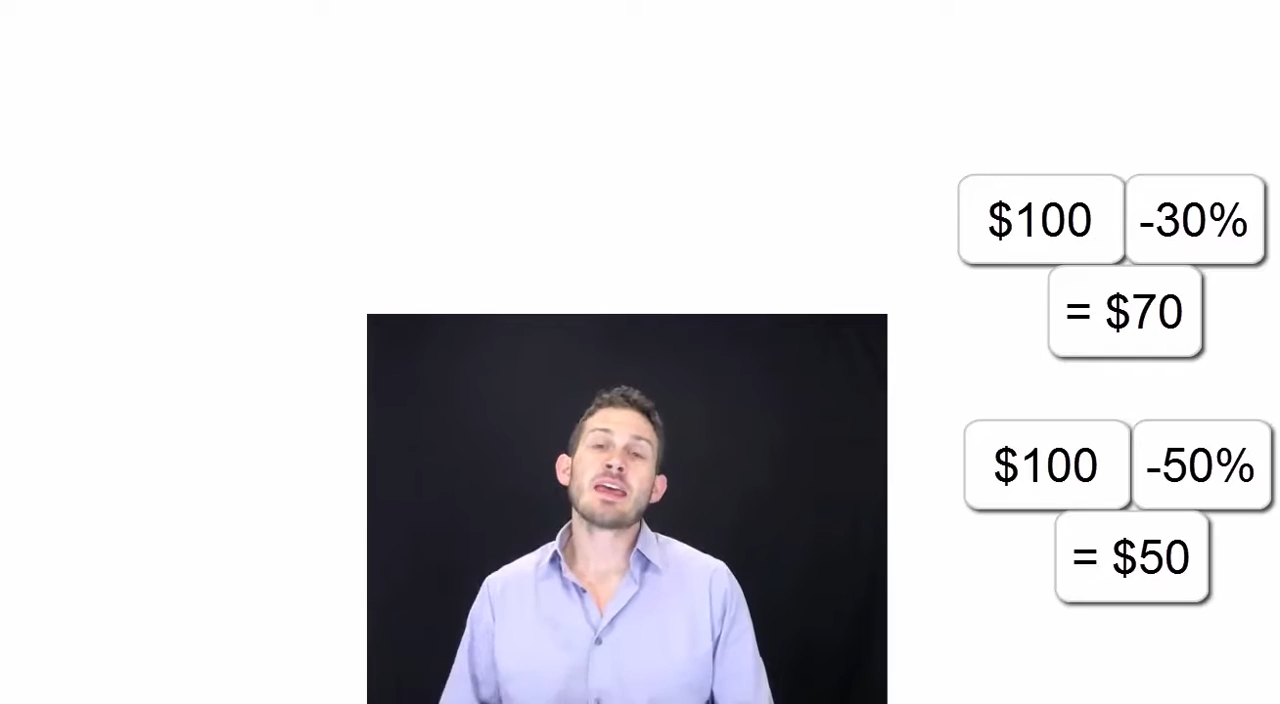 $100 -30%
= $70
$100 -50%
= $50